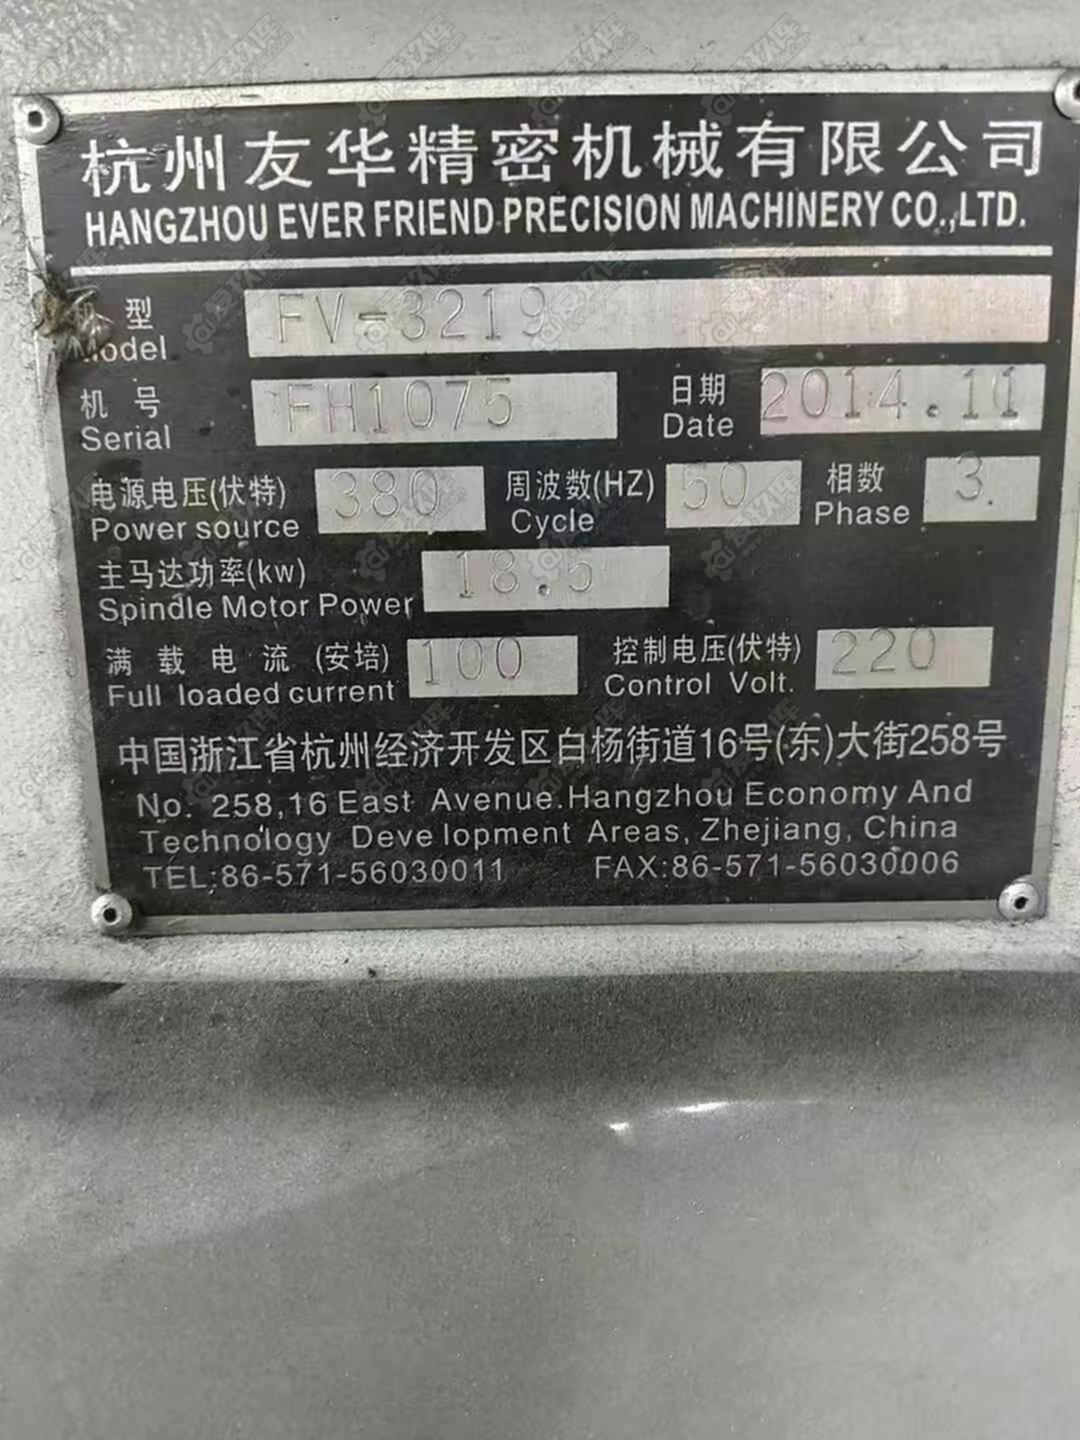 杭州友华精密机械有限公司
HANGZHOU EVER FRIEND PRECISION MACHINERY CO.,LTD.
机 型 FV-3219
Model
机 号 FH1075 日期 2014.11
Serial Date
电源电压(伏特) 380 周波数(HZ) 50 相数 3.
Power source Cycle Phase
主马达功率(kw) 18.5
Spindle Motor Power
满 载 电 流 (安培) 100 控制电压(伏特) 220
Full loaded current Control Volt.
中国浙江省杭州经济开发区白杨街道16号(东)大街258号
No. 258,16 East Avenue.Hangzhou Economy And
Technology Development Areas, Zhejiang, China
TEL:86-571-56030011 FAX:86-571-56030006